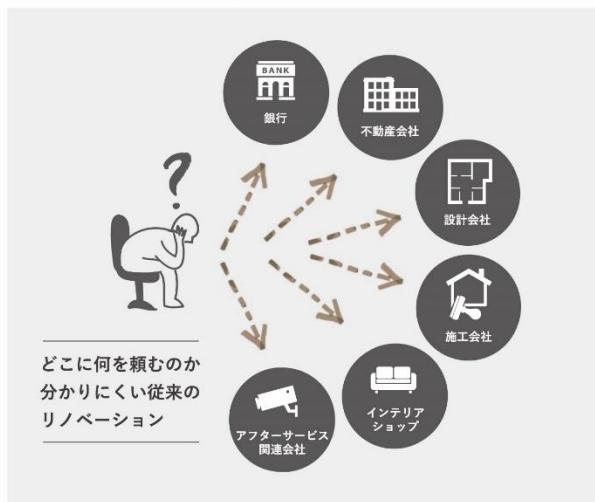 BANK
銀行
不動産会社
設計会社
施工会社
インテリア
ショップ
アフターサービス
関連会社
?
どこに何を頼むのか
分かりにくい従来の
リノベーション